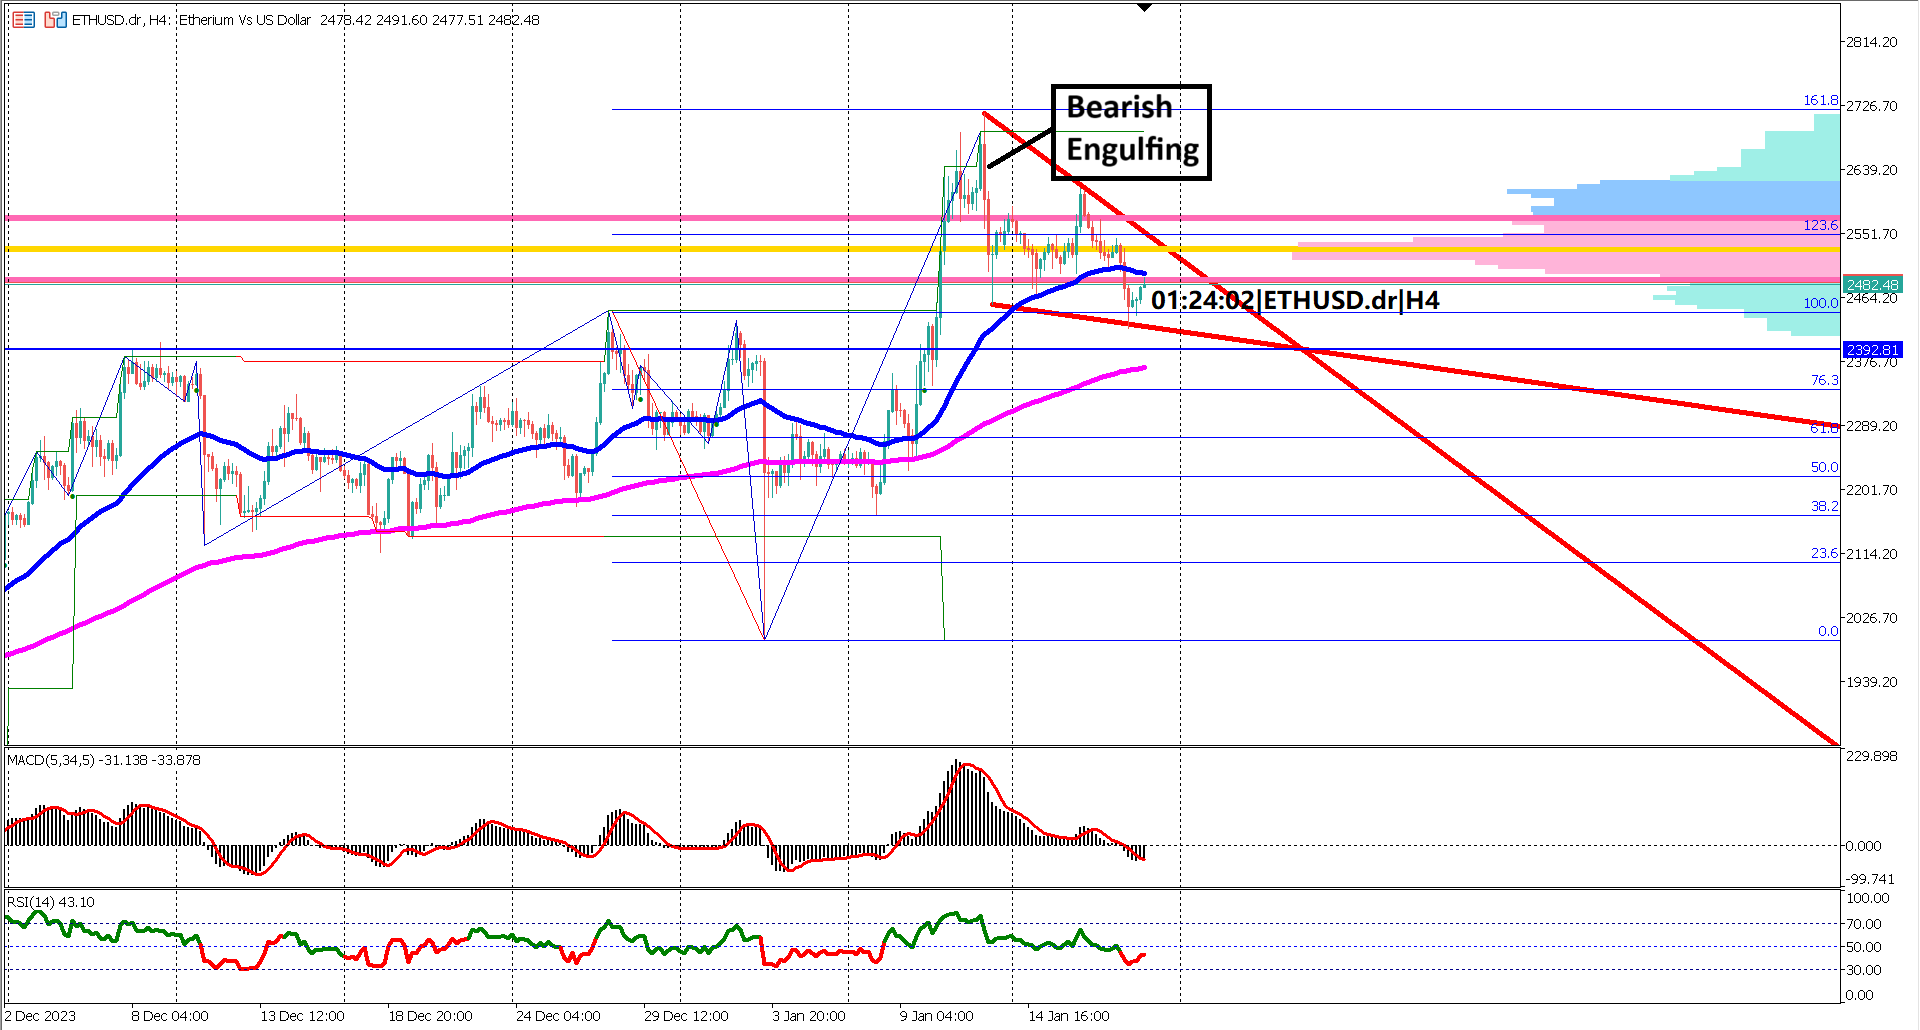 ETHUSD.dr, H4: Etherium Vs US Dollar 2478.42 2491.60 2477.51 2482.48
2814.20
161.8
2726.70
Bearish
Engulfing
2639.20
123.6
2551.70
2482.48
01:24:02|ETHUSD.dr|H4
2464.20
100.0
2392.81
2376.70
76.3
61.8
2289.20
50.0
2201.70
38.2
23.6
2114.20
2026.70
0.0
1939.20
MACD(5,34,5) -31.138 -33.878
229.898
0.000
-99.741
RSI(14) 43.10
100.00
70.00
50.00
30.00
0.00
2 Dec 2023
8 Dec 04:00
13 Dec 12:00
18 Dec 20:00
24 Dec 04:00
29 Dec 12:00
3 Jan 20:00
9 Jan 04:00
14 Jan 16:00